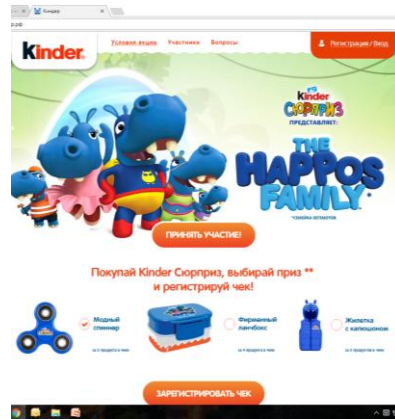 Киндер
р.рф
Kinder
Условия акции Участники Вопросы
Регистрация / Вход
Kinder
СЮРПРИЗ
ПРЕДСТАВЛЯЕТ:
THE
HAPPOS
FAMILY
*СЕМЕЙКА БЕГЕМОТОВ
ПРИНЯТЬ УЧАСТИЕ!
Покупай Kinder Сюрприз, выбирай приз **
и регистрируй чек!
Модный
спиннер
Фирменный
ланчбокс
Жилетка
с капюшоном
ЗАРЕГИСТРИРОВАТЬ ЧЕК